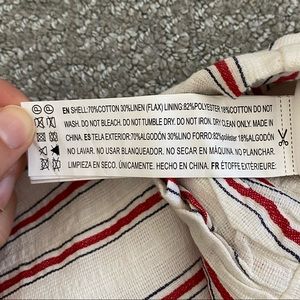 EN SHELL:70%COTTON 30%LINEN (FLAX) LINING:82%POLYESTER 18%COTTON DO NOT
WASH. DO NOT BLEACH. DO NOT TUMBLE DRY. DO NOT IRON. DRY CLEAN ONLY. MADE IN
CHINA. ES TELA EXTERIOR:70%ALGODÓN 30%LINO FORRO:82%poliéster 18%ALGODÓN
NO LAVAR. NO USAR BLANQUEADOR. NO SECAR EN MÁQUINA. NO PLANCHAR.
LIMPIEZA EN SECO, ÚNICAMENTE. HECHO EN CHINA. FR ÉTOFFE EXTÉRIEURE: